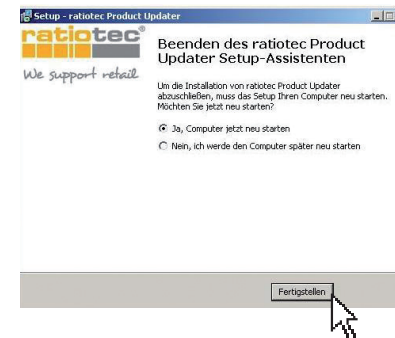 Setup - ratiotec Product Updater
ratiotec®
We support retail
Beenden des ratiotec Product
Updater Setup-Assistenten
Um die Installation von ratiotec Product Updater
abzuschließen, muss das Setup Ihren Computer neu starten.
Möchten Sie jetzt neu starten?
Ja, Computer jetzt neu starten
Nein, ich werde den Computer später neu starten
Fertigstellen